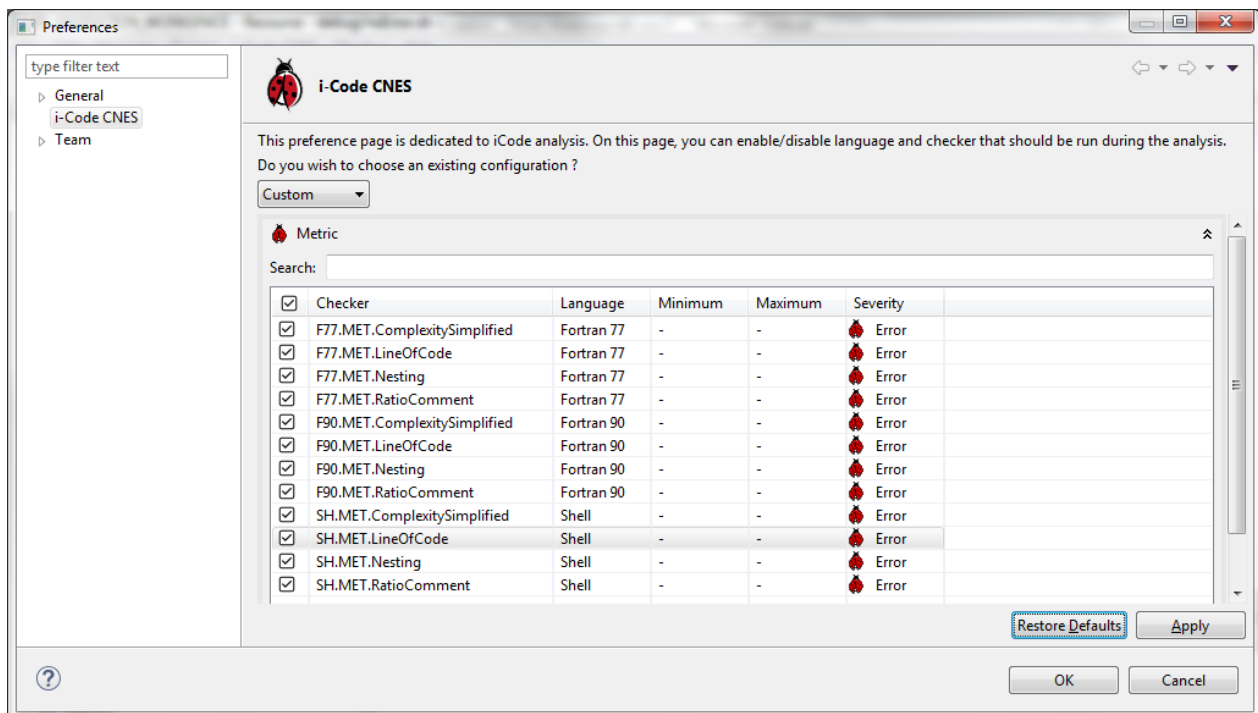 Preferences
type filter text
General
i-Code CNES
Team
i-Code CNES
This preference page is dedicated to iCode analysis. On this page, you can enable/disable language and checker that should be run during the analysis.
Do you wish to choose an existing configuration ?
Custom
Metric
Search:
Checker Language Minimum Maximum Severity
F77.MET.ComplexitySimplified Fortran 77 - - Error
F77.MET.LineOfCode Fortran 77 - - Error
F77.MET.Nesting Fortran 77 - - Error
F77.MET.RatioComment Fortran 77 - - Error
F90.MET.ComplexitySimplified Fortran 90 - - Error
F90.MET.LineOfCode Fortran 90 - - Error
F90.MET.Nesting Fortran 90 - - Error
F90.MET.RatioComment Fortran 90 - - Error
SH.MET.ComplexitySimplified Shell - - Error
SH.MET.LineOfCode Shell - - Error
SH.MET.Nesting Shell - - Error
SH.MET.RatioComment Shell - - Error
Restore Defaults Apply
OK Cancel